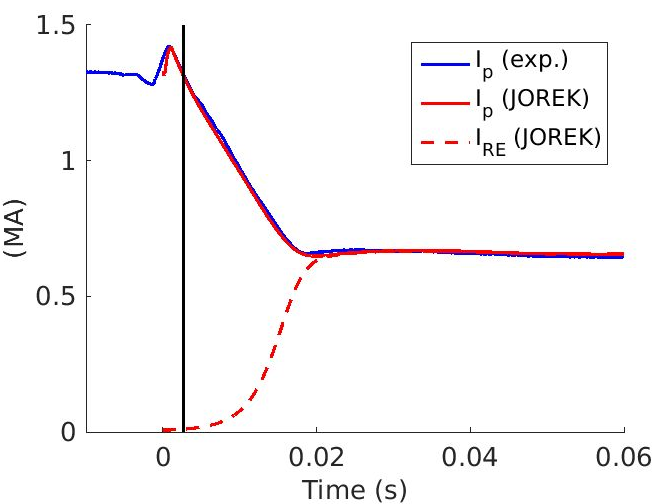 1.5
1
0.5
0
(MA)
I_p (exp.)
I_p (JOREK)
I_RE (JOREK)
0
0.02
0.04
0.06
Time (s)